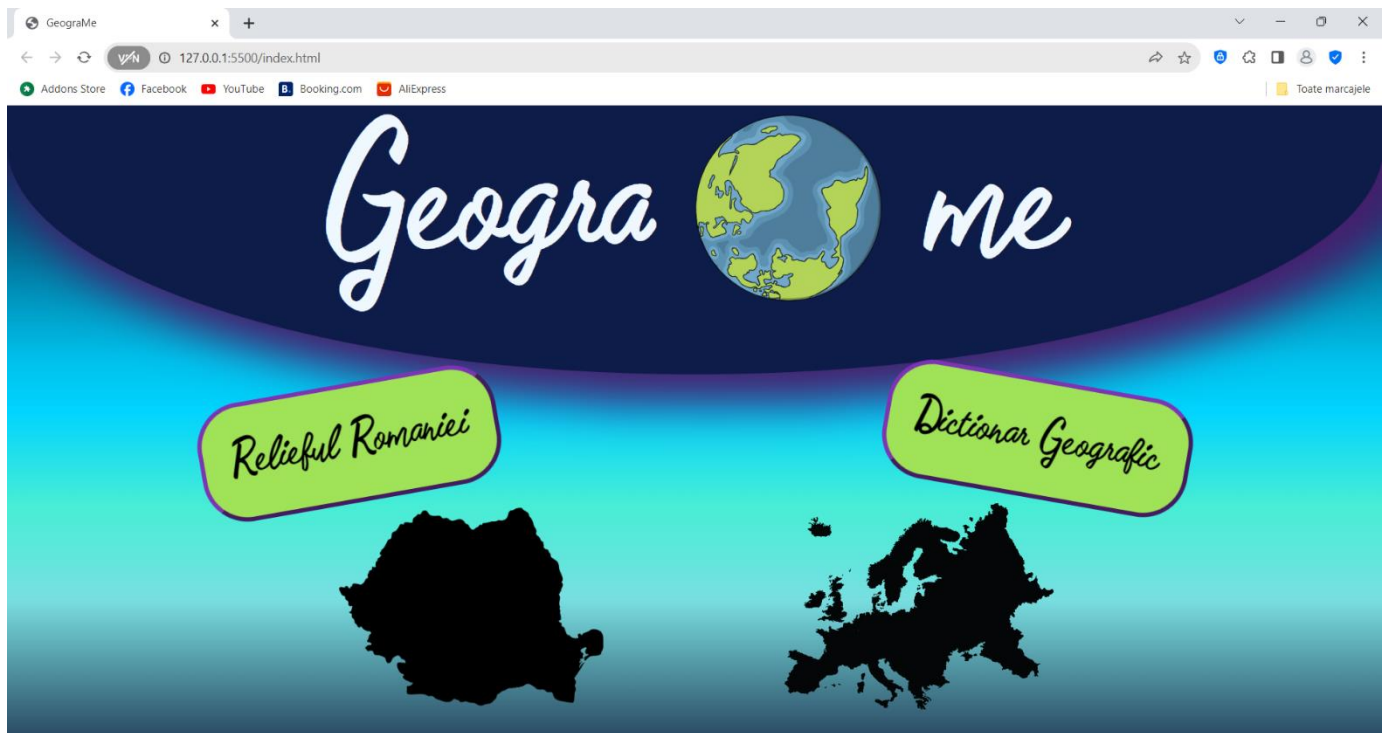 GeograMe
VPN 127.0.0.1:5500/index.html
Addons Store Facebook YouTube B. Booking.com AliExpress Toate marcajele
Geogra me
Relieful Romaniei
Dictionar Geografic